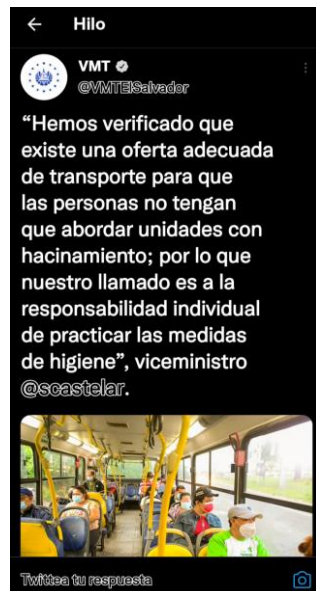 Hilo
VMT
@VMTElSalvador
“Hemos verificado que
existe una oferta adecuada
de transporte para que
las personas no tengan
que abordar unidades con
hacinamiento; por lo que
nuestro llamado es a la
responsabilidad individual
de practicar las medidas
de higiene”, viceministro
@scastelar.
Twittea tu respuesta